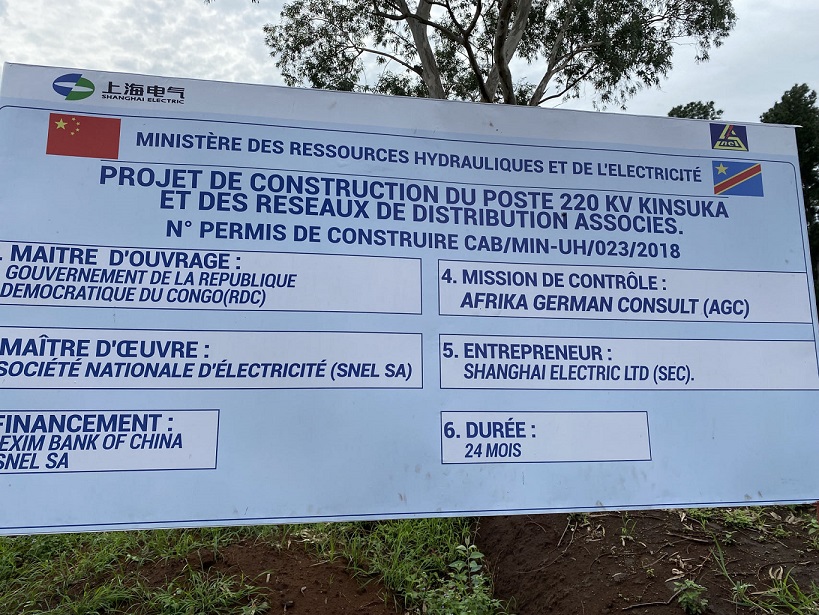 上海电气
SHANGHAI ELECTRIC
snel
MINISTÈRE DES RESSOURCES HYDRAULIQUES ET DE L'ELECTRICITÉ
PROJET DE CONSTRUCTION DU POSTE 220 KV KINSUKA
ET DES RESEAUX DE DISTRIBUTION ASSOCIES.
N° PERMIS DE CONSTRUIRE CAB/MIN-UH/023/2018
. MAITRE D'OUVRAGE :
GOUVERNEMENT DE LA REPUBLIQUE
DEMOCRATIQUE DU CONGO(RDC)
4. MISSION DE CONTRÔLE :
AFRIKA GERMAN CONSULT (AGC)
MAÎTRE D'ŒUVRE :
SOCIÉTÉ NATIONALE D'ÉLECTRICITÉ (SNEL SA)
5. ENTREPRENEUR :
SHANGHAI ELECTRIC LTD (SEC).
FINANCEMENT :
EXIM BANK OF CHINA
SNEL SA
6. DURÉE :
24 MOIS